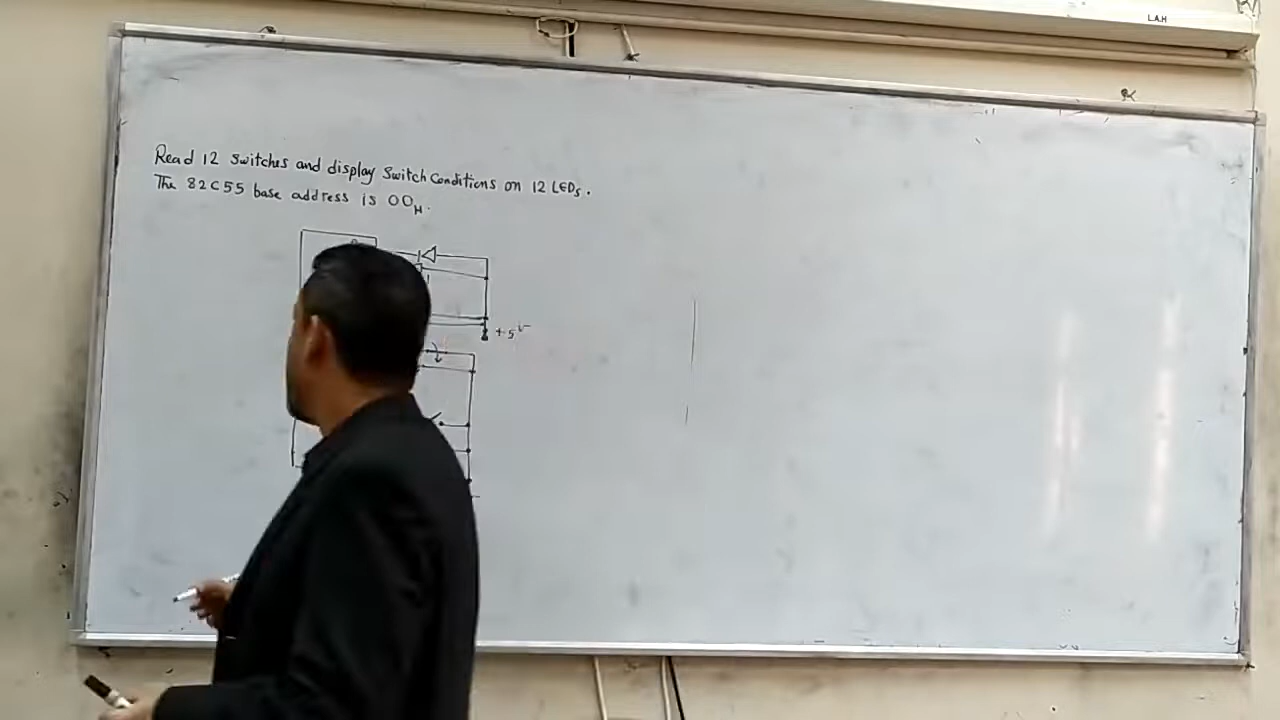 Read 12 Switches and display Switch Conditions on 12 LEDs.
The 82C55 base address is 00H.
+5v
L.A.H